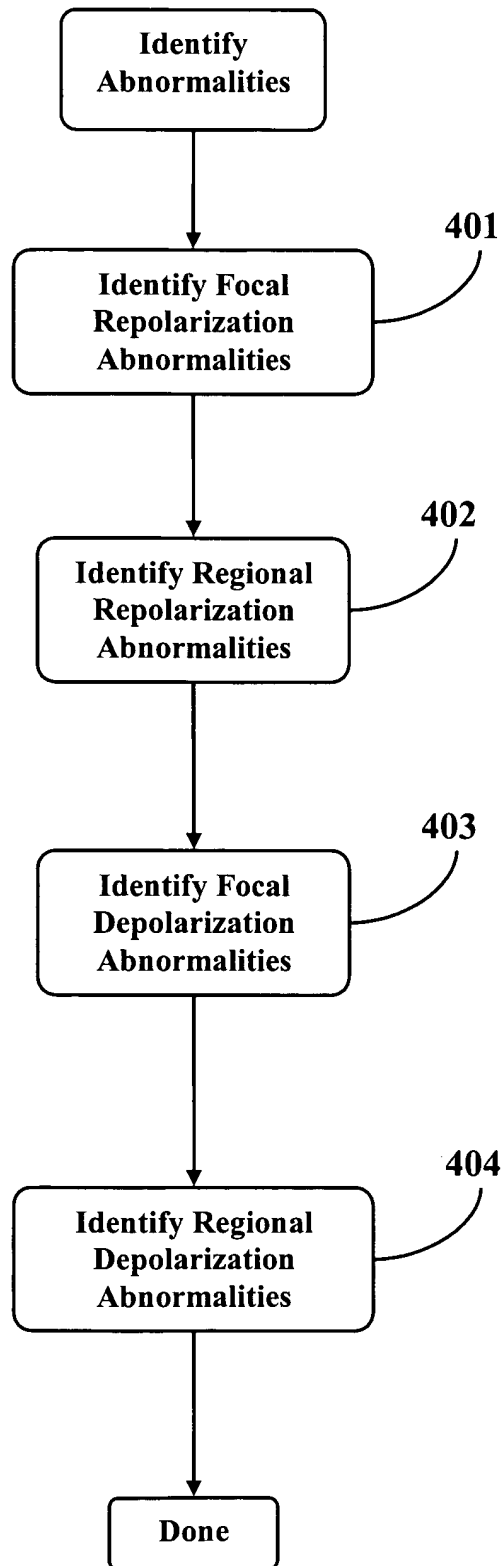 Identify
Abnormalities
401
Identify Focal
Repolarization
Abnormalities
402
Identify Regional
Repolarization
Abnormalities
403
Identify Focal
Depolarization
Abnormalities
404
Identify Regional
Depolarization
Abnormalities
Done